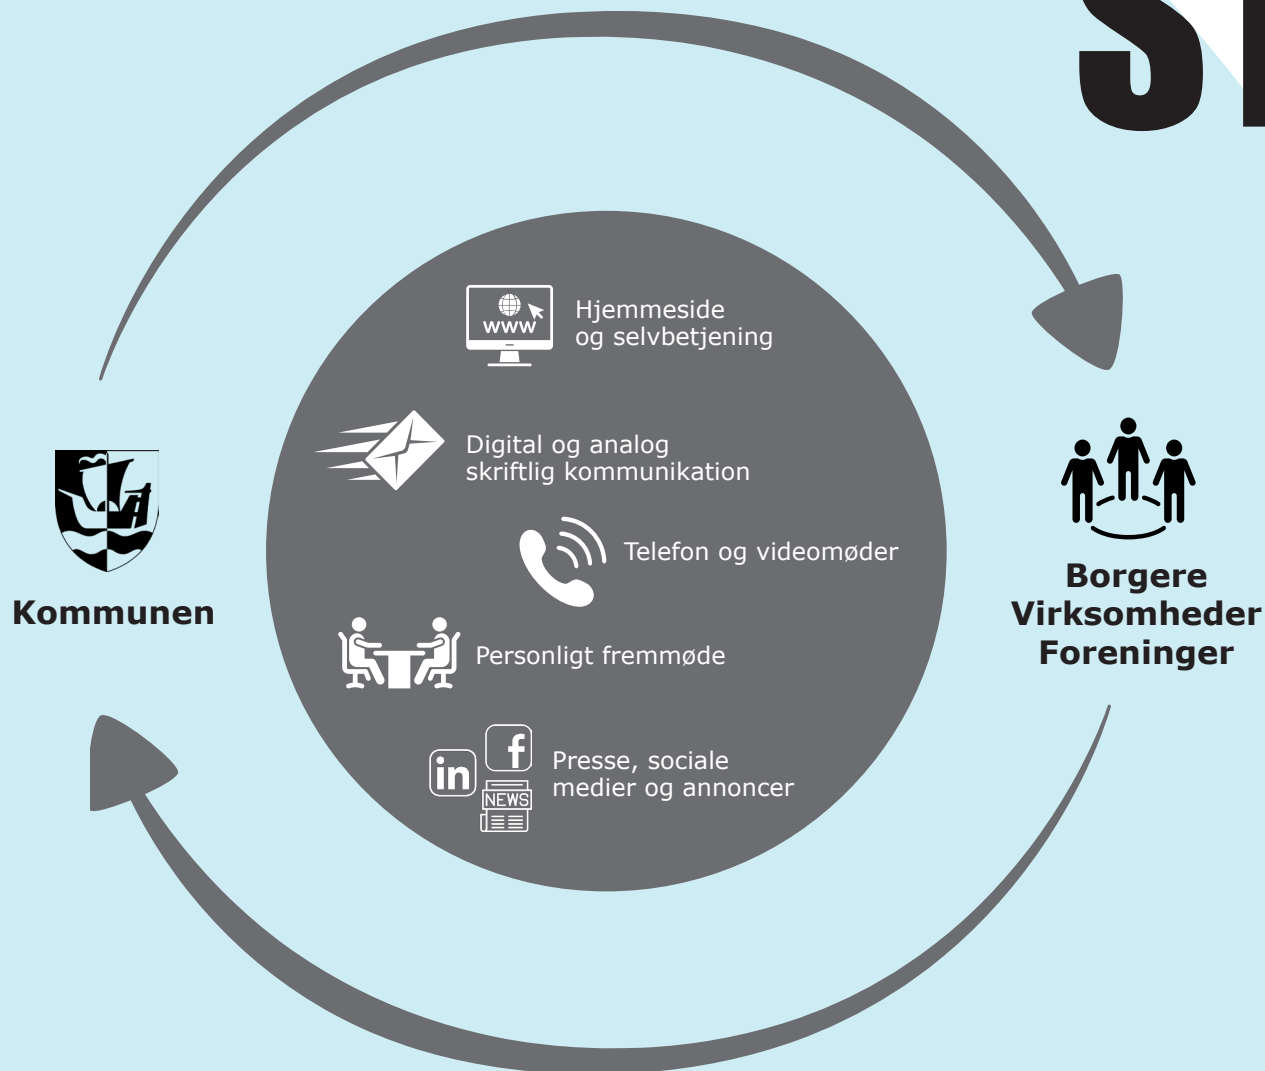 www
Hjemmeside
og selvbetjening
Digital og analog
skriftlig kommunikation
Telefon og videomøder
Personligt fremmøde
f
in
NEWS
Presse, sociale
medier og annoncer
Kommunen
Borgere
Virksomheder
Foreninger